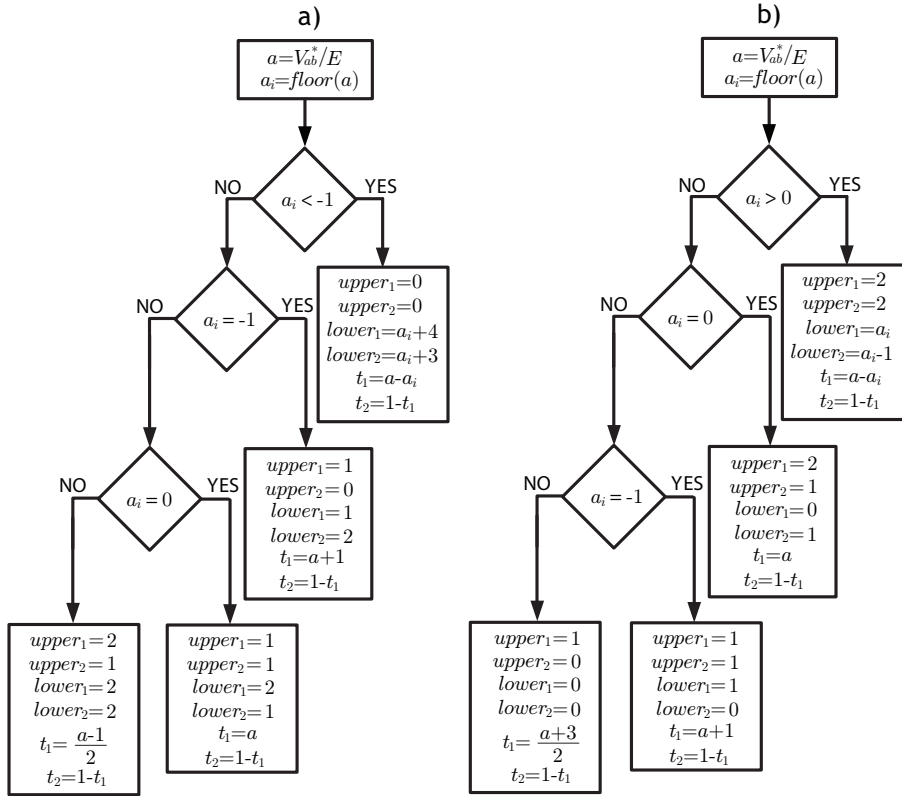 a)
a=V*ab/E
ai=floor(a)
NO
YES
ai < -1
NO
YES
ai = -1
upper1=0
upper2=0
lower1=ai+4
lower2=ai+3
t1=a-ai
t2=1-t1
NO
YES
ai = 0
upper1=1
upper2=0
lower1=1
lower2=2
t1=a+1
t2=1-t1
upper1=2
upper2=1
lower1=2
lower2=2
t1= a-1
2
t2=1-t1
upper1=1
upper2=1
lower1=2
lower2=1
t1=a
t2=1-t1
b)
a=V*ab/E
ai=floor(a)
NO
YES
ai > 0
NO
YES
ai = 0
upper1=2
upper2=2
lower1=ai
lower2=ai-1
t1=a-ai
t2=1-t1
NO
YES
ai = -1
upper1=2
upper2=1
lower1=0
lower2=1
t1=a
t2=1-t1
upper1=1
upper2=0
lower1=0
lower2=0
t1= a+3
2
t2=1-t1
upper1=1
upper2=1
lower1=1
lower2=0
t1=a+1
t2=1-t1